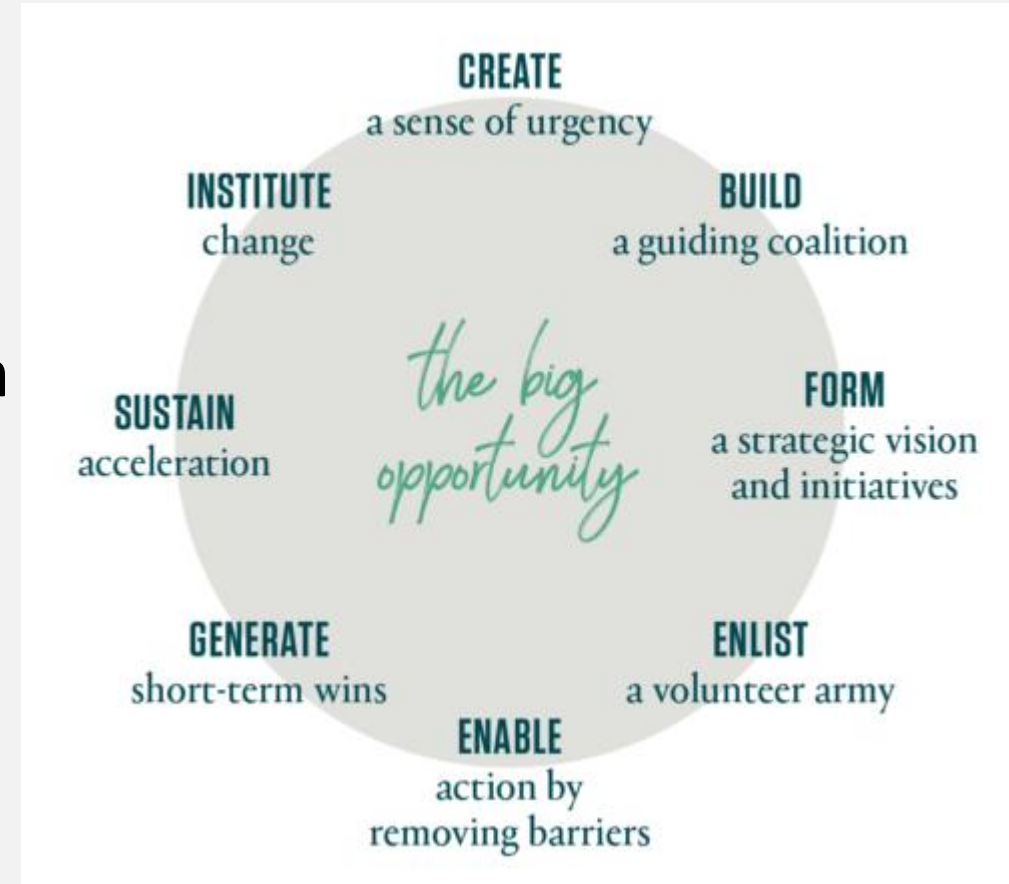 CREATE
a sense of urgency
BUILD
a guiding coalition
FORM
a strategic vision
and initiatives
ENLIST
a volunteer army
ENABLE
action by
removing barriers
GENERATE
short-term wins
SUSTAIN
acceleration
INSTITUTE
change
the big
opportunity